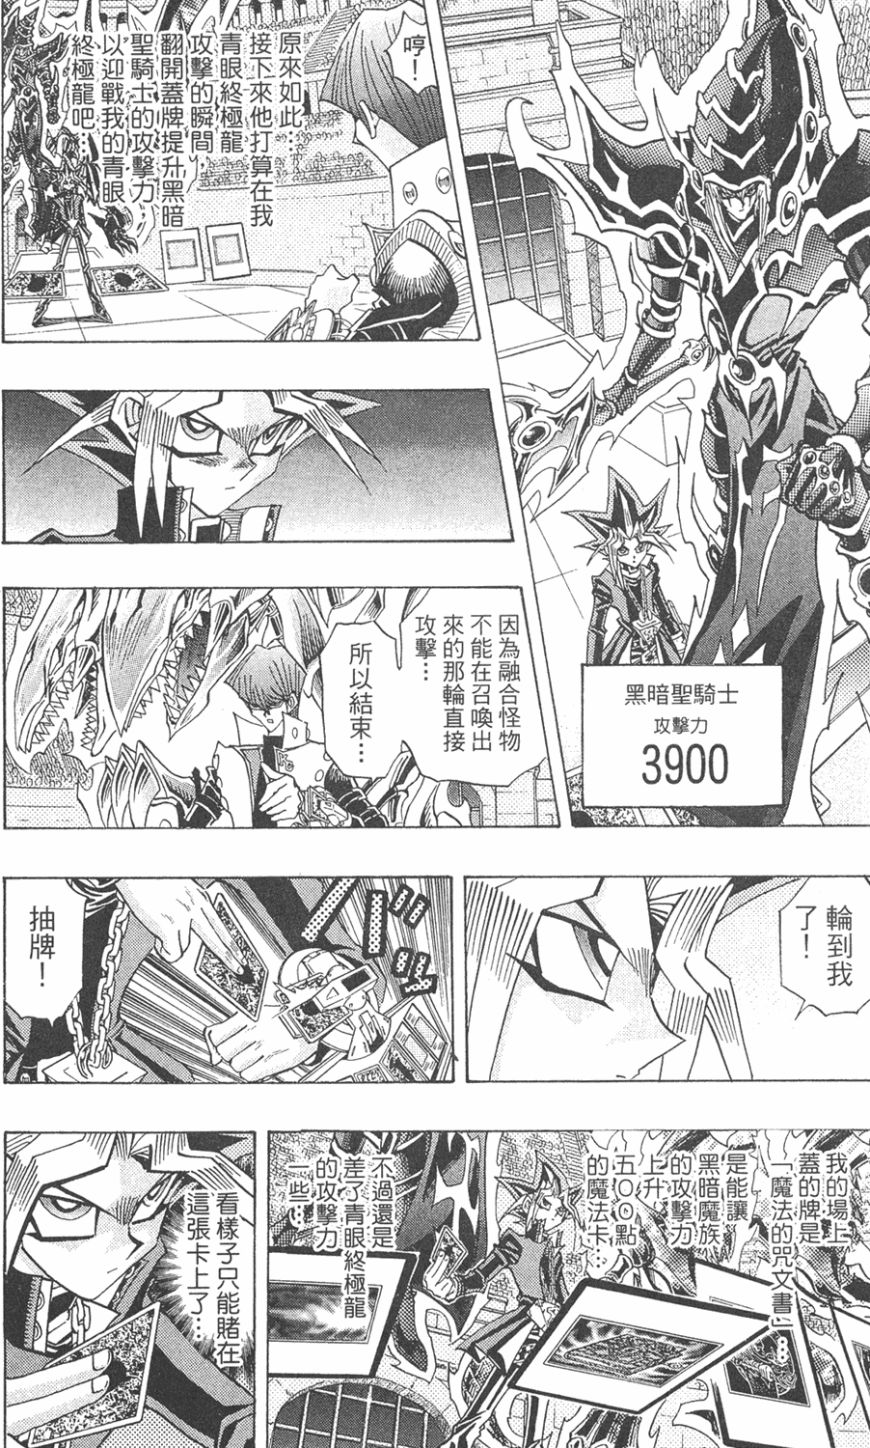 黑暗聖騎士
攻擊力
3900
哼！
原來如此…
接下來他打算在我
青眼終極龍
攻擊的瞬間，
翻開蓋牌提升黑暗
聖騎士的攻擊力，
以迎戰我的青眼
終極龍吧…
因為融合怪物
不能在召喚出
來的那輪直接
攻擊…
所以結束…
輪到我
了！
抽牌！
我的場上
蓋的牌是
「魔法的咒文書」…
是能讓
黑暗魔族
的攻擊力
上升
五〇〇點
的魔法卡…
不過還是
差了青眼終極龍
的攻擊力
一些…
看樣子只能賭在
這張卡上了…